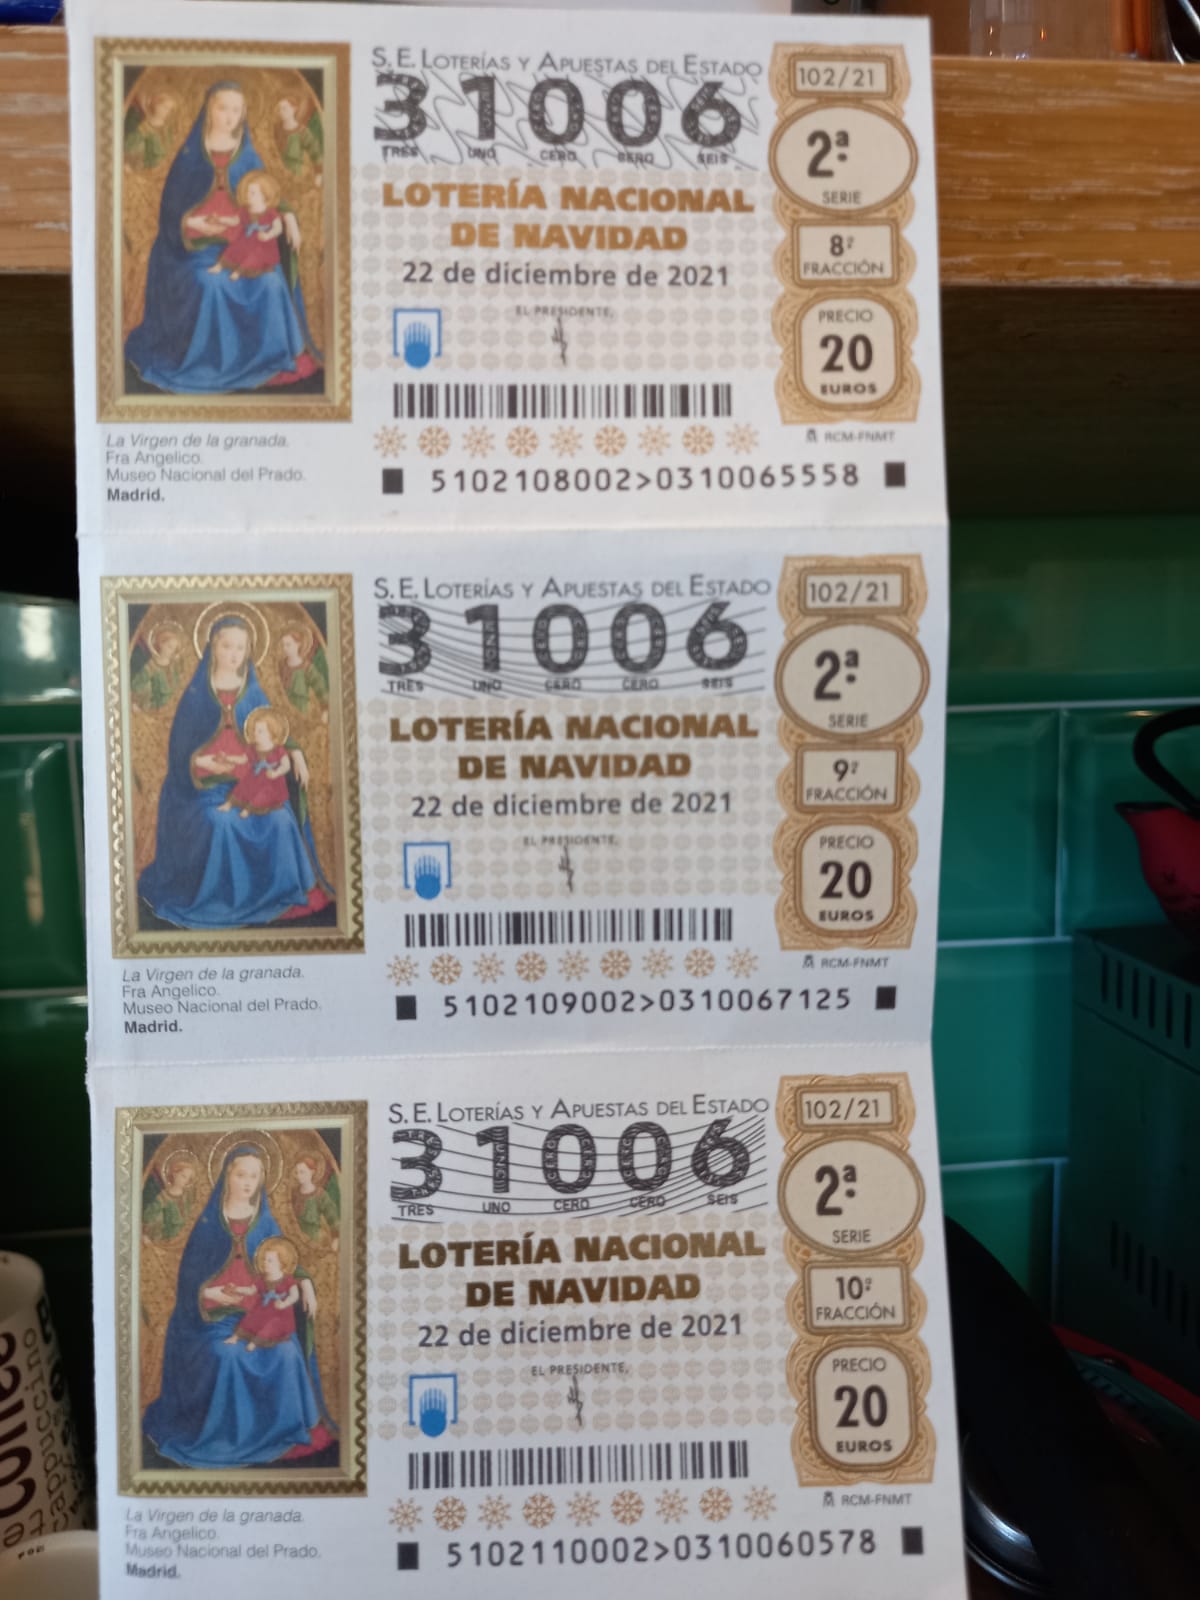 S.E. LOTERÍAS Y APUESTAS DEL ESTADO
31006
TRES UNO CERO CERO SEIS
LOTERÍA NACIONAL
DE NAVIDAD
22 de diciembre de 2021
EL PRESIDENTE,
102/21
2ª
SERIE
8ª
FRACCIÓN
PRECIO
20
EUROS
RCM-FNMT
La Virgen de la granada.
Fra Angelico.
Museo Nacional del Prado.
Madrid.
5102108002>0310065558
S.E. LOTERÍAS Y APUESTAS DEL ESTADO
31006
TRES UNO CERO CERO SEIS
LOTERÍA NACIONAL
DE NAVIDAD
22 de diciembre de 2021
EL PRESIDENTE,
102/21
2ª
SERIE
9ª
FRACCIÓN
PRECIO
20
EUROS
RCM-FNMT
La Virgen de la granada.
Fra Angelico.
Museo Nacional del Prado.
Madrid.
5102109002>0310067125
S.E. LOTERÍAS Y APUESTAS DEL ESTADO
31006
TRES UNO CERO CERO SEIS
LOTERÍA NACIONAL
DE NAVIDAD
22 de diciembre de 2021
EL PRESIDENTE,
102/21
2ª
SERIE
10ª
FRACCIÓN
PRECIO
20
EUROS
RCM-FNMT
La Virgen de la granada.
Fra Angelico.
Museo Nacional del Prado.
Madrid.
5102110002>0310060578